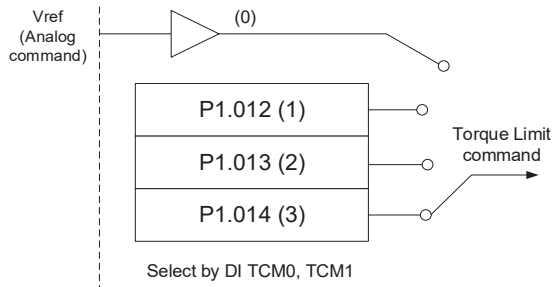 Vref
(Analog
command)
(0)
P1.012 (1)
P1.013 (2)
P1.014 (3)
Torque Limit
command
Select by DI TCM0, TCM1